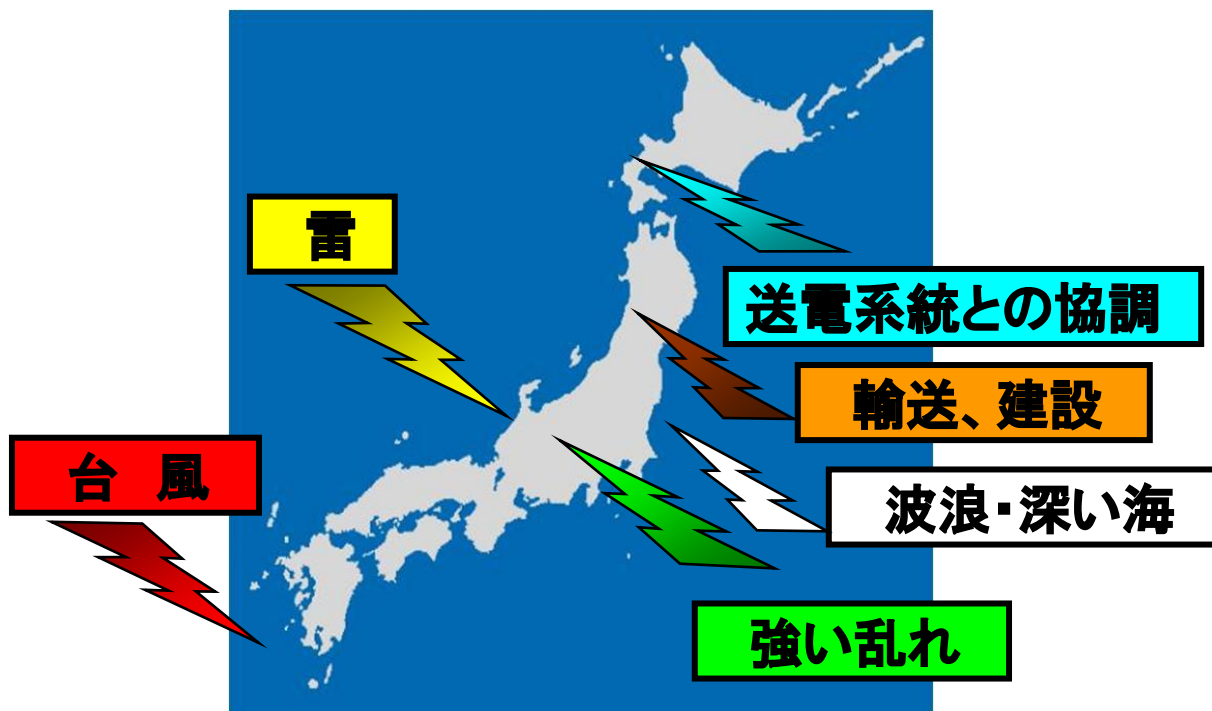 雷
送電系統との協調
輸送、建設
台　風
波浪・深い海
強い乱れ